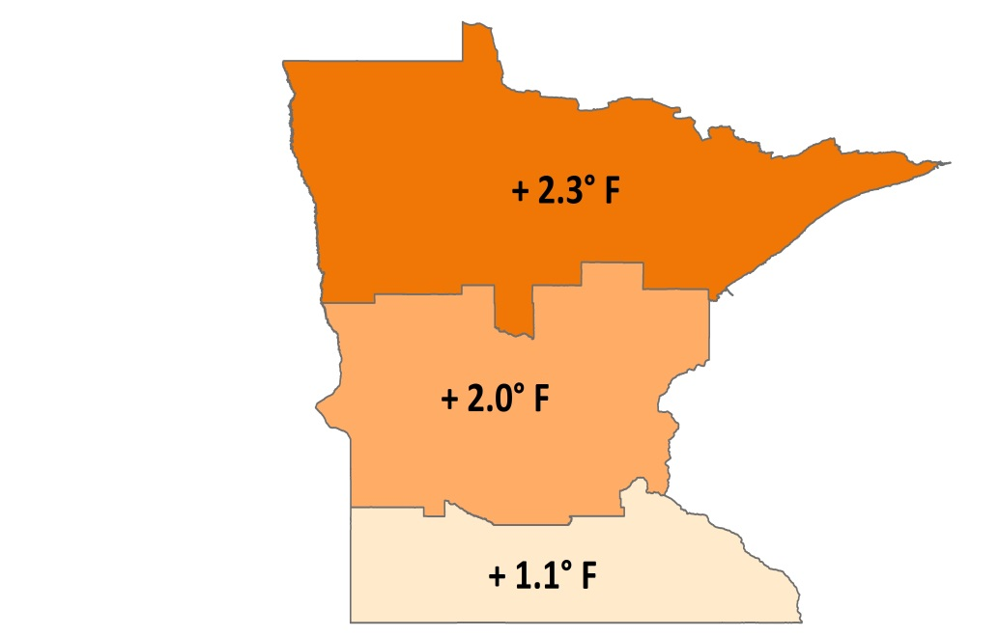 + 2.3° F
+ 2.0° F
+ 1.1° F